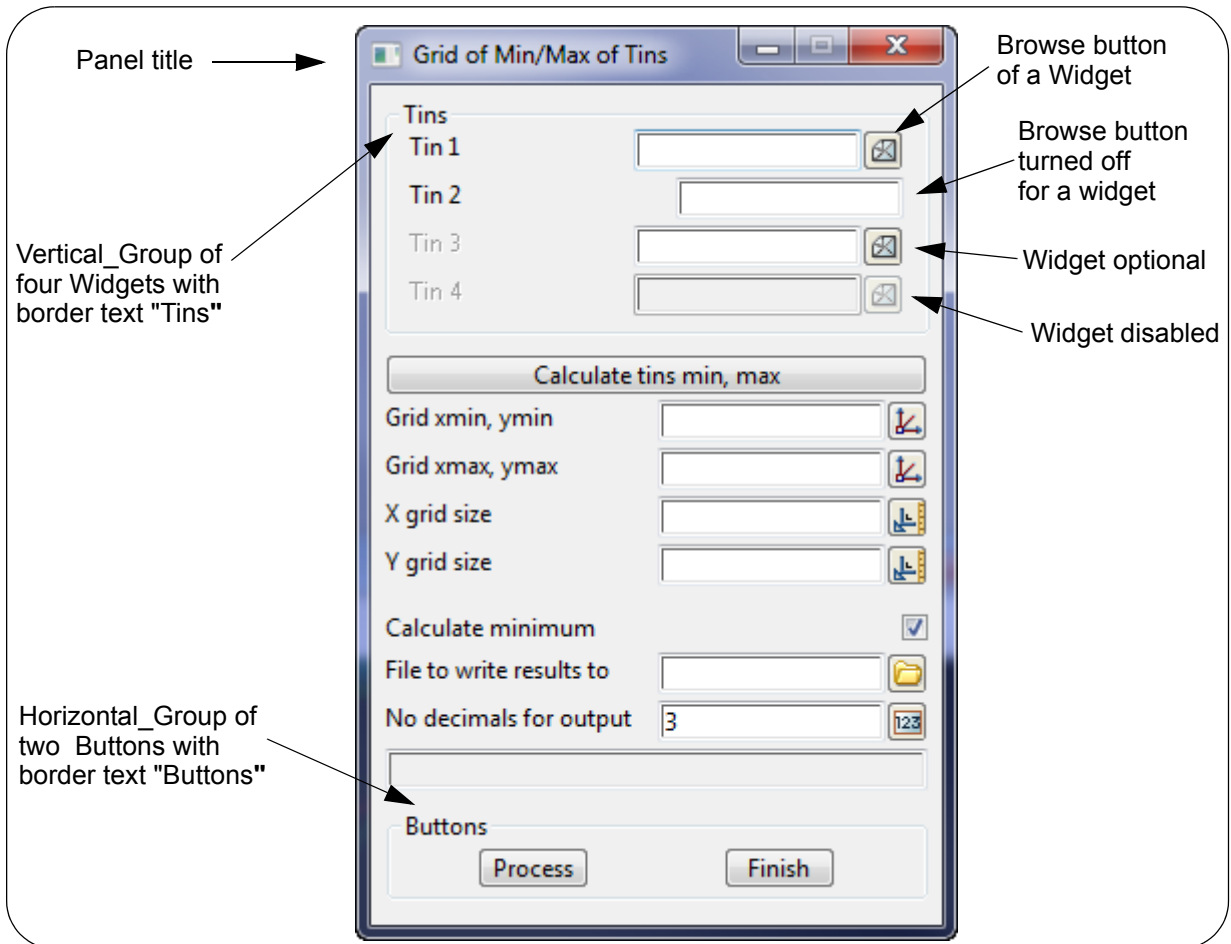 Panel title
Grid of Min/Max of Tins
Browse button
of a Widget
Tins
Tin 1
Browse button
turned off
for a widget
Tin 2
Vertical_Group of
four Widgets with
border text "Tins"
Tin 3
Widget optional
Tin 4
Widget disabled
Calculate tins min, max
Grid xmin, ymin
Grid xmax, ymax
X grid size
Y grid size
Calculate minimum
File to write results to
No decimals for output 3 123
Horizontal_Group of
two Buttons with
border text "Buttons"
Buttons
Process Finish